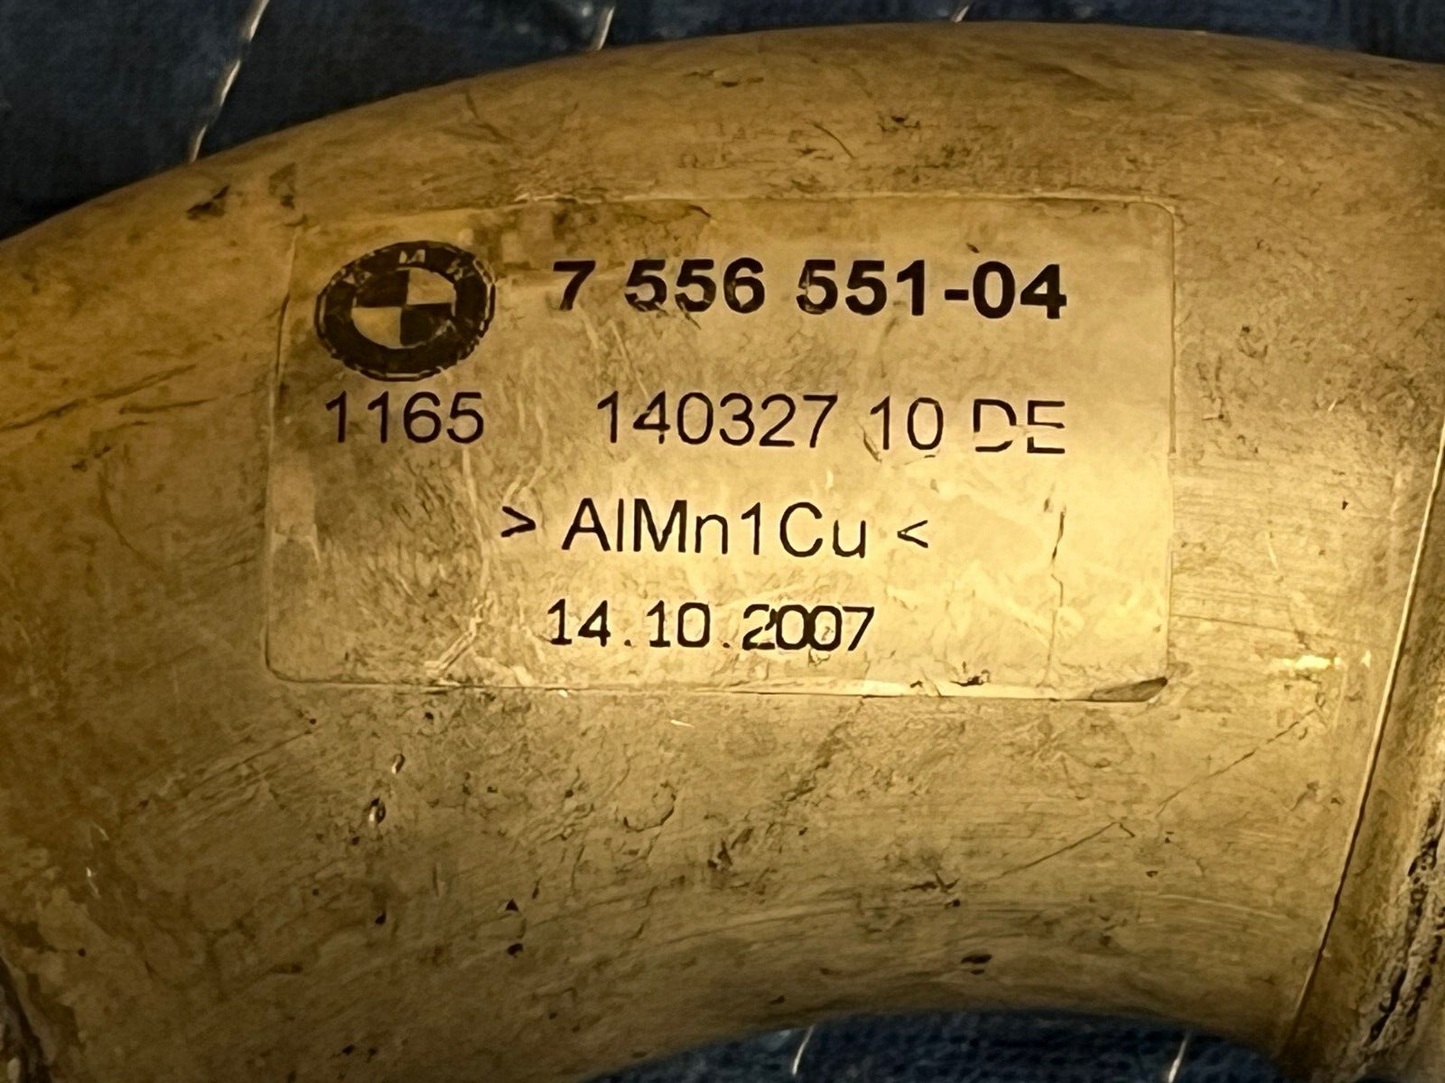 7 556 551-04
1165 140327 10 DE
> AlMn1Cu <
14.10.2007